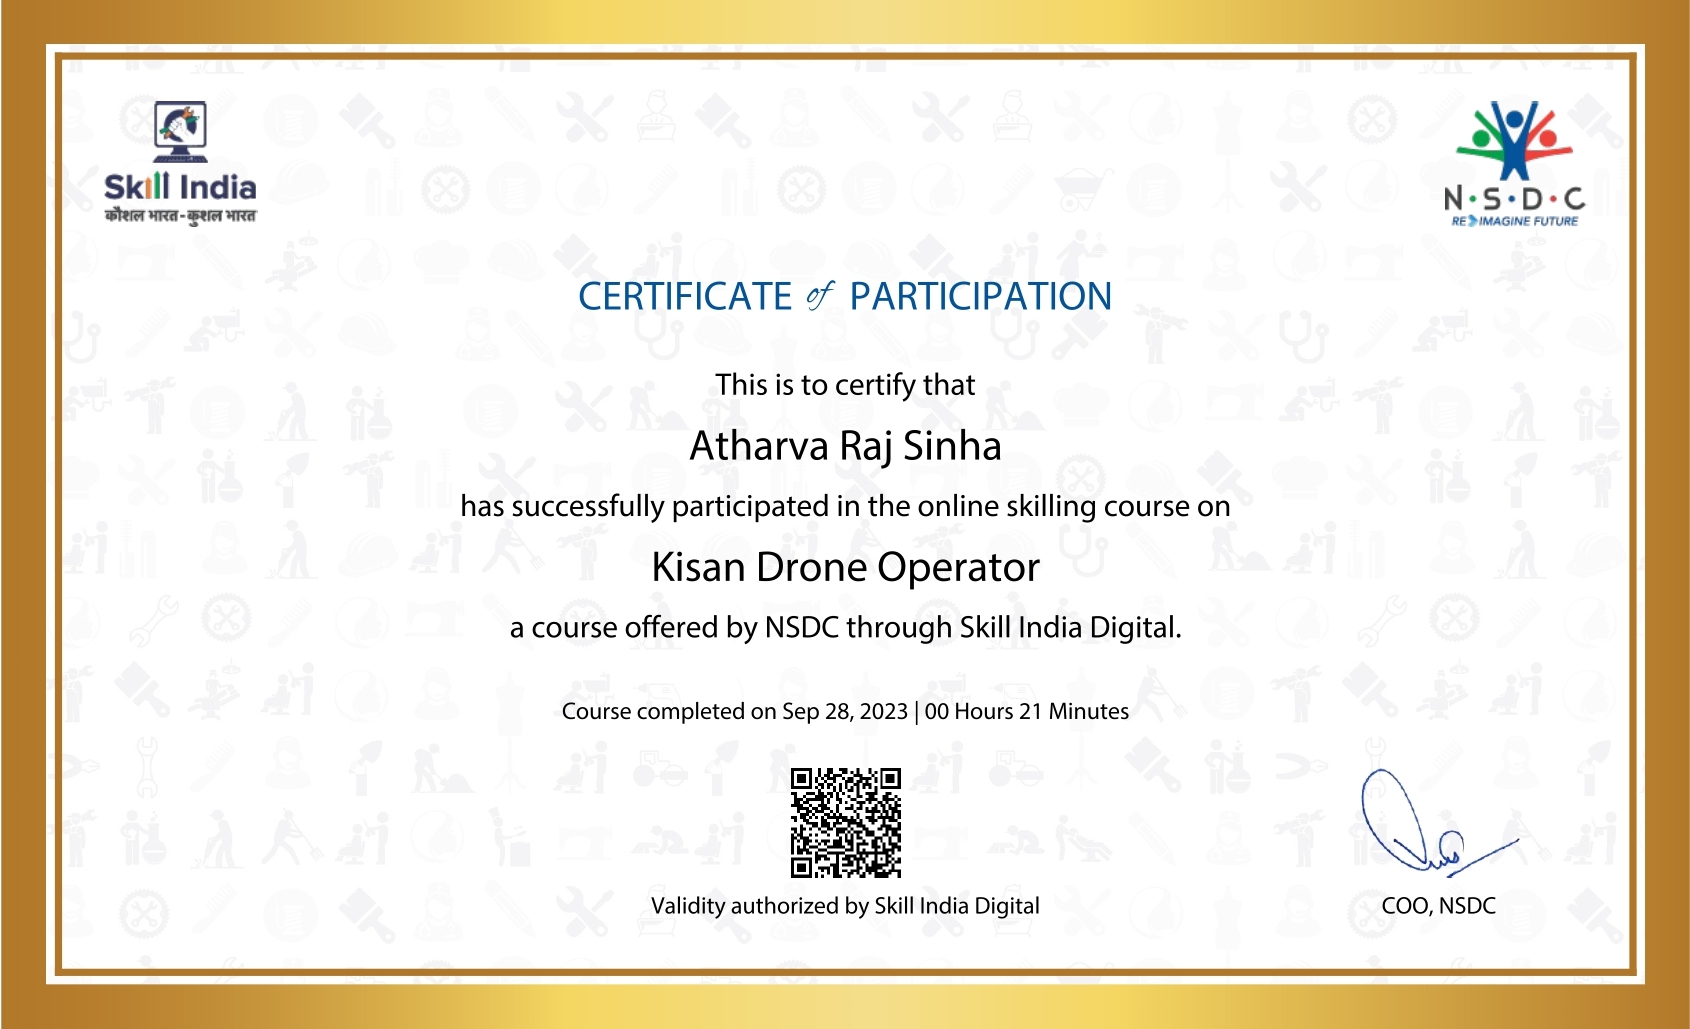 Skill India
कौशल भारत-कुशल भारत
N·S·D·C
RE IMAGINE FUTURE
CERTIFICATE of PARTICIPATION
This is to certify that
Atharva Raj Sinha
has successfully participated in the online skilling course on
Kisan Drone Operator
a course offered by NSDC through Skill India Digital.
Course completed on Sep 28, 2023 | 00 Hours 21 Minutes
Validity authorized by Skill India Digital
COO, NSDC